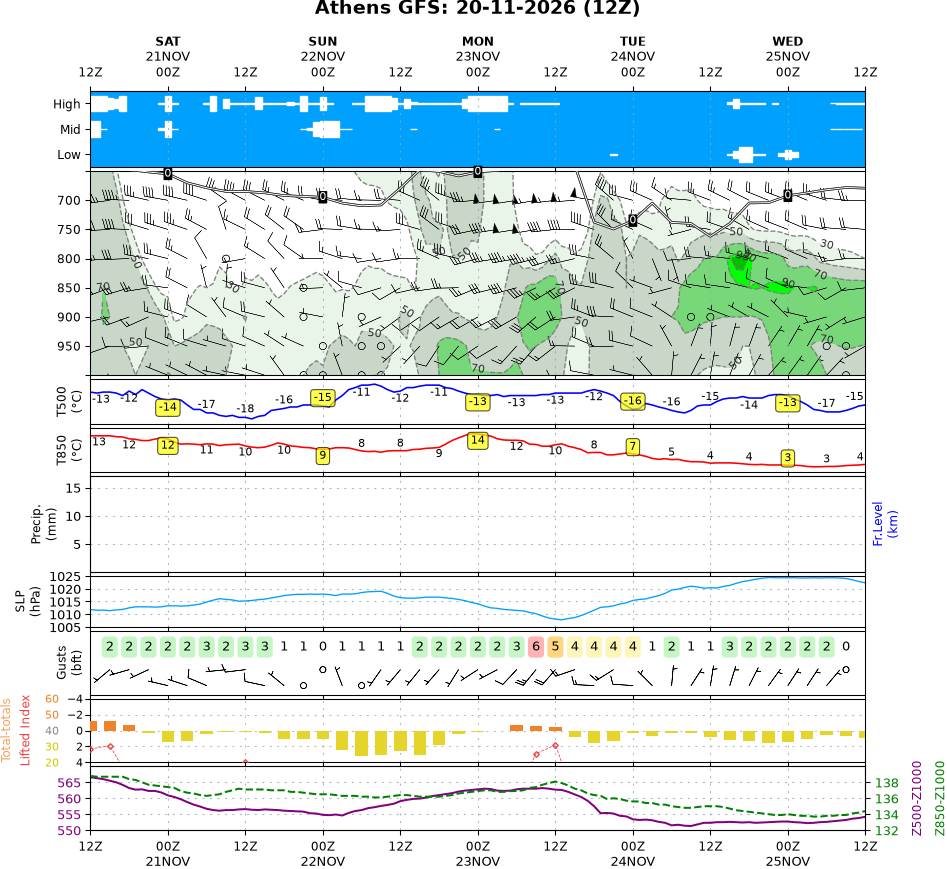 Athens GFS: 20-11-2026 (12Z)
SAT SUN MON TUE WED
21NOV 22NOV 23NOV 24NOV 25NOV
12Z 00Z 12Z 00Z 12Z 00Z 12Z 00Z 12Z 00Z 12Z
High
Mid
Low
0 0 0 0 0
700
750
800
850
900
950
50 70 50 30 50 50 50 50 70 50 50 30 70 90 90 70 50
T500 (°C)
-13 -12 -14 -17 -18 -16 -15 -11 -12 -11 -13 -13 -13 -12 -16 -16 -15 -14 -13 -17 -15
T850 (°C)
13 12 12 11 10 10 9 8 8 9 14 12 10 8 7 5 4 4 3 3 4
Precip. (mm)
15
10
5
Fr.Level (km)
SLP (hPa)
1025
1020
1015
1010
1005
Gusts (bft)
2 2 2 2 2 3 2 3 3 1 1 0 1 1 1 1 2 2 2 2 2 3 6 5 4 4 4 4 1 2 1 1 3 2 2 2 2 2 0
Total-totals
Lifted Index
60 −4
50 −2
40 0
30 2
20 4
565
560
555
550
138
136
134
132
Z500-Z1000
Z850-Z1000
12Z 00Z 12Z 00Z 12Z 00Z 12Z 00Z 12Z 00Z 12Z
21NOV 22NOV 23NOV 24NOV 25NOV